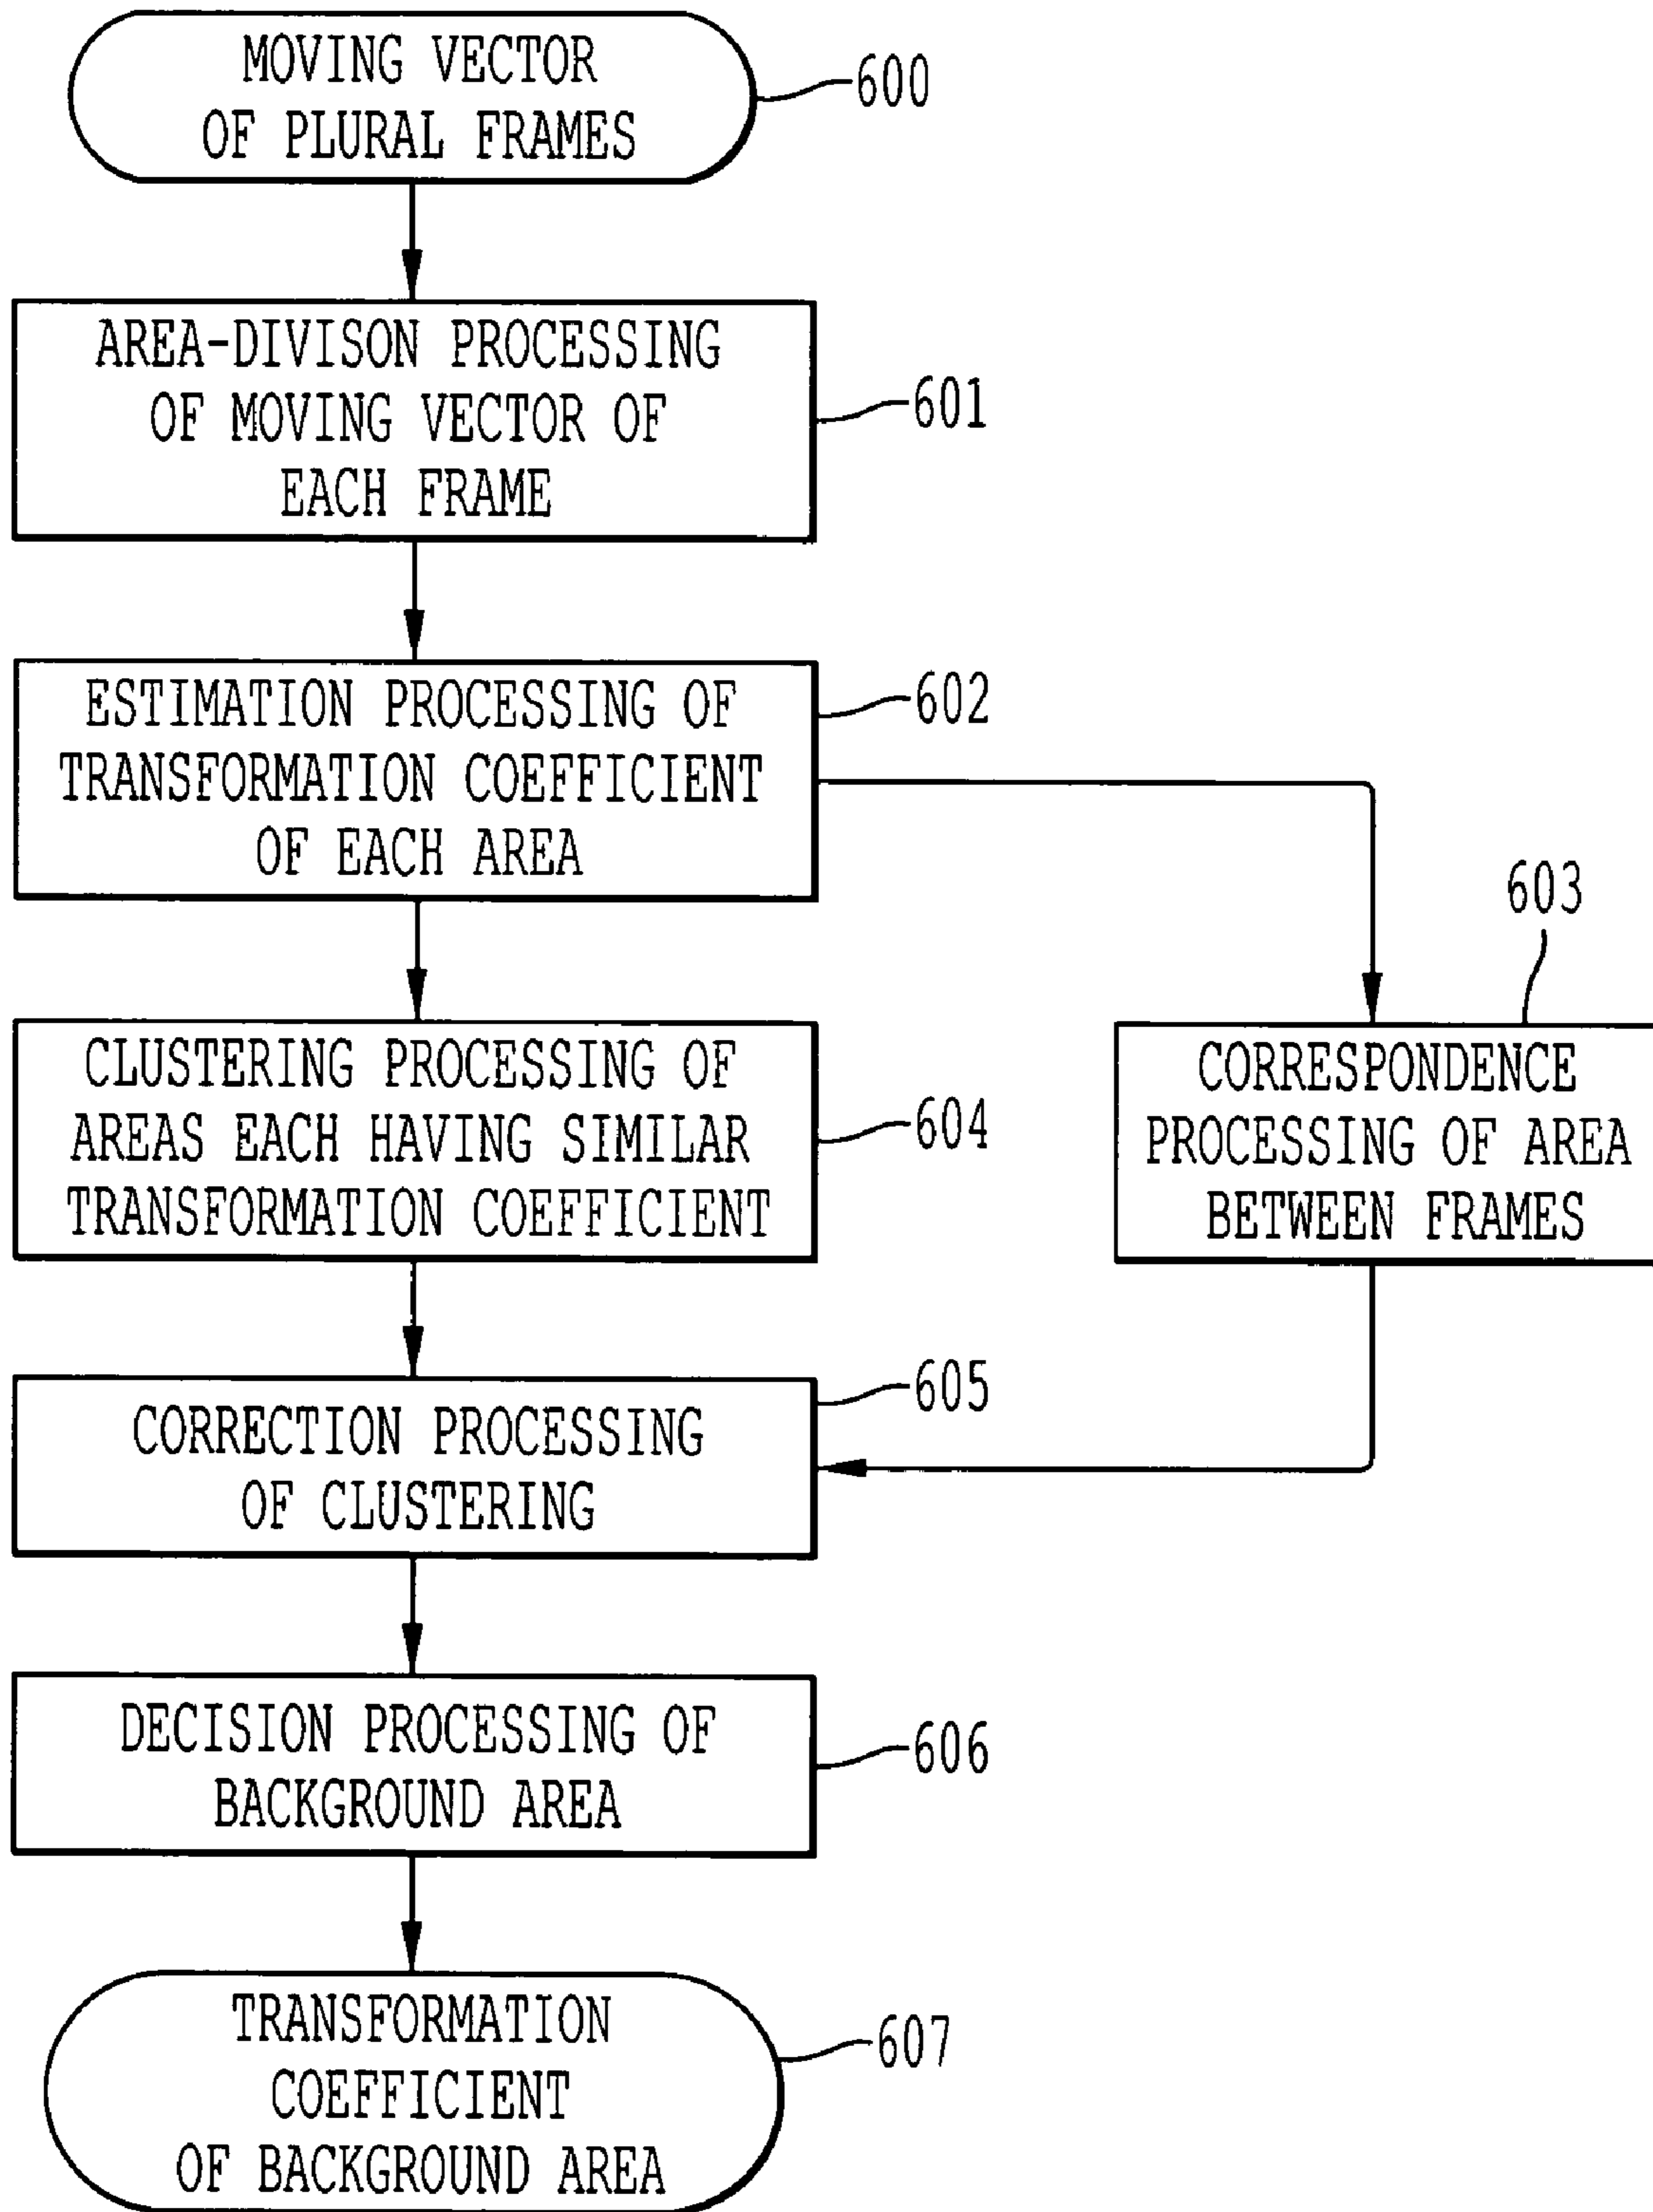 MOVING VECTOR
OF PLURAL FRAMES
600
AREA-DIVISON PROCESSING
OF MOVING VECTOR OF
EACH FRAME
601
ESTIMATION PROCESSING OF
TRANSFORMATION COEFFICIENT
OF EACH AREA
602
603
CORRESPONDENCE
PROCESSING OF AREA
BETWEEN FRAMES
CLUSTERING PROCESSING OF
AREAS EACH HAVING SIMILAR
TRANSFORMATION COEFFICIENT
604
CORRECTION PROCESSING
OF CLUSTERING
605
DECISION PROCESSING OF
BACKGROUND AREA
606
TRANSFORMATION
COEFFICIENT
OF BACKGROUND AREA
607